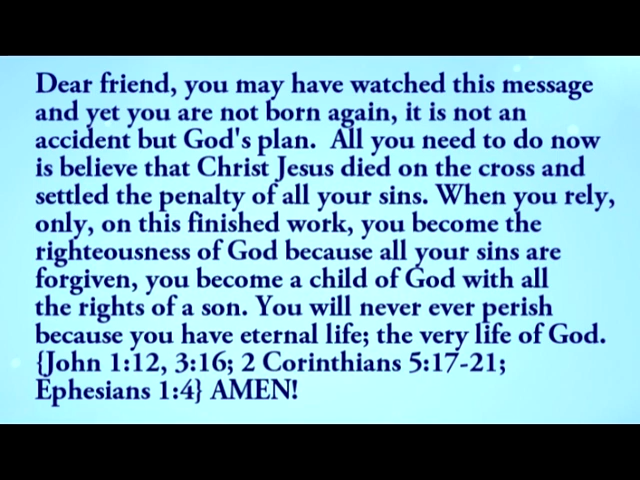 Dear friend, you may have watched this message
and yet you are not born again, it is not an
accident but God's plan.  All you need to do now
is believe that Christ Jesus died on the cross and
settled the penalty of all your sins. When you rely,
only, on this finished work, you become the
righteousness of God because all your sins are
forgiven, you become a child of God with all
the rights of a son. You will never ever perish
because you have eternal life; the very life of God.
{John 1:12, 3:16; 2 Corinthians 5:17-21;
Ephesians 1:4} AMEN!